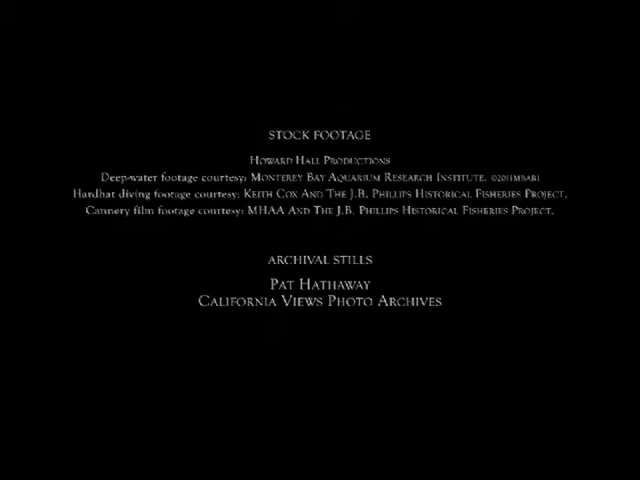 STOCK FOOTAGE
HOWARD HALL PRODUCTIONS
Deep-water footage courtesy: MONTEREY BAY AQUARIUM RESEARCH INSTITUTE. ©2011MBARI
Hardhat diving footage courtesy: KEITH COX AND THE J.B. PHILLIPS HISTORICAL FISHERIES PROJECT.
Cannery film footage courtesy: MHAA AND THE J.B. PHILLIPS HISTORICAL FISHERIES PROJECT.
ARCHIVAL STILLS
PAT HATHAWAY
CALIFORNIA VIEWS PHOTO ARCHIVES